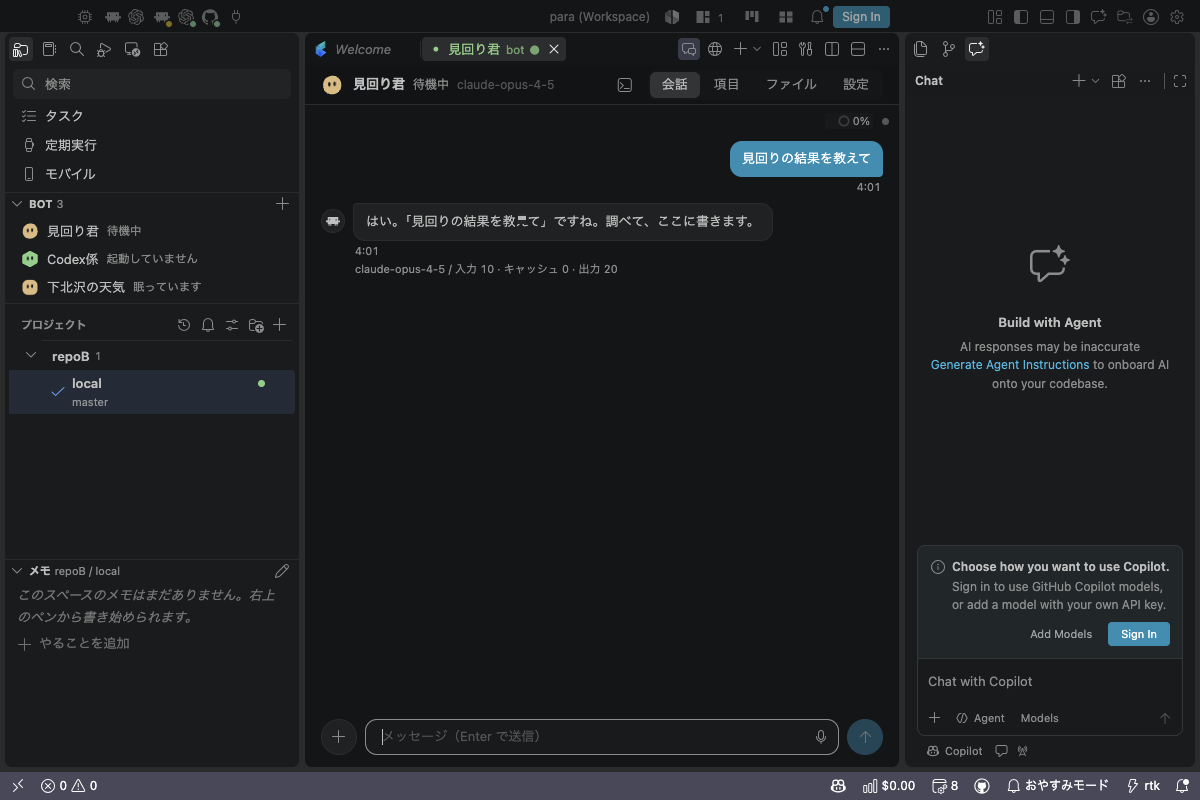 para (Workspace)
1
Sign In
検索
タスク
定期実行
モバイル
BOT 3
見回り君 待機中
Codex係 起動していません
下北沢の天気 眠っています
プロジェクト
repoB 1
local
master
メモ repoB / local
このスペースのメモはまだありません。右上
のペンから書き始められます。
やることを追加
Welcome
見回り君 bot
見回り君 待機中 claude-opus-4-5
会話 項目 ファイル 設定
0%
見回りの結果を教えて
4:01
はい。「見回りの結果を教えて」ですね。調べて、ここに書きます。
4:01
claude-opus-4-5 / 入力 10 · キャッシュ 0 · 出力 20
メッセージ（Enter で送信）
Chat
Build with Agent
AI responses may be inaccurate
Generate Agent Instructions to onboard AI
onto your codebase.
Choose how you want to use Copilot.
Sign in to use GitHub Copilot models,
or add a model with your own API key.
Add Models Sign In
Chat with Copilot
Agent Models
Copilot
0 0
$0.00
8
おやすみモード
rtk